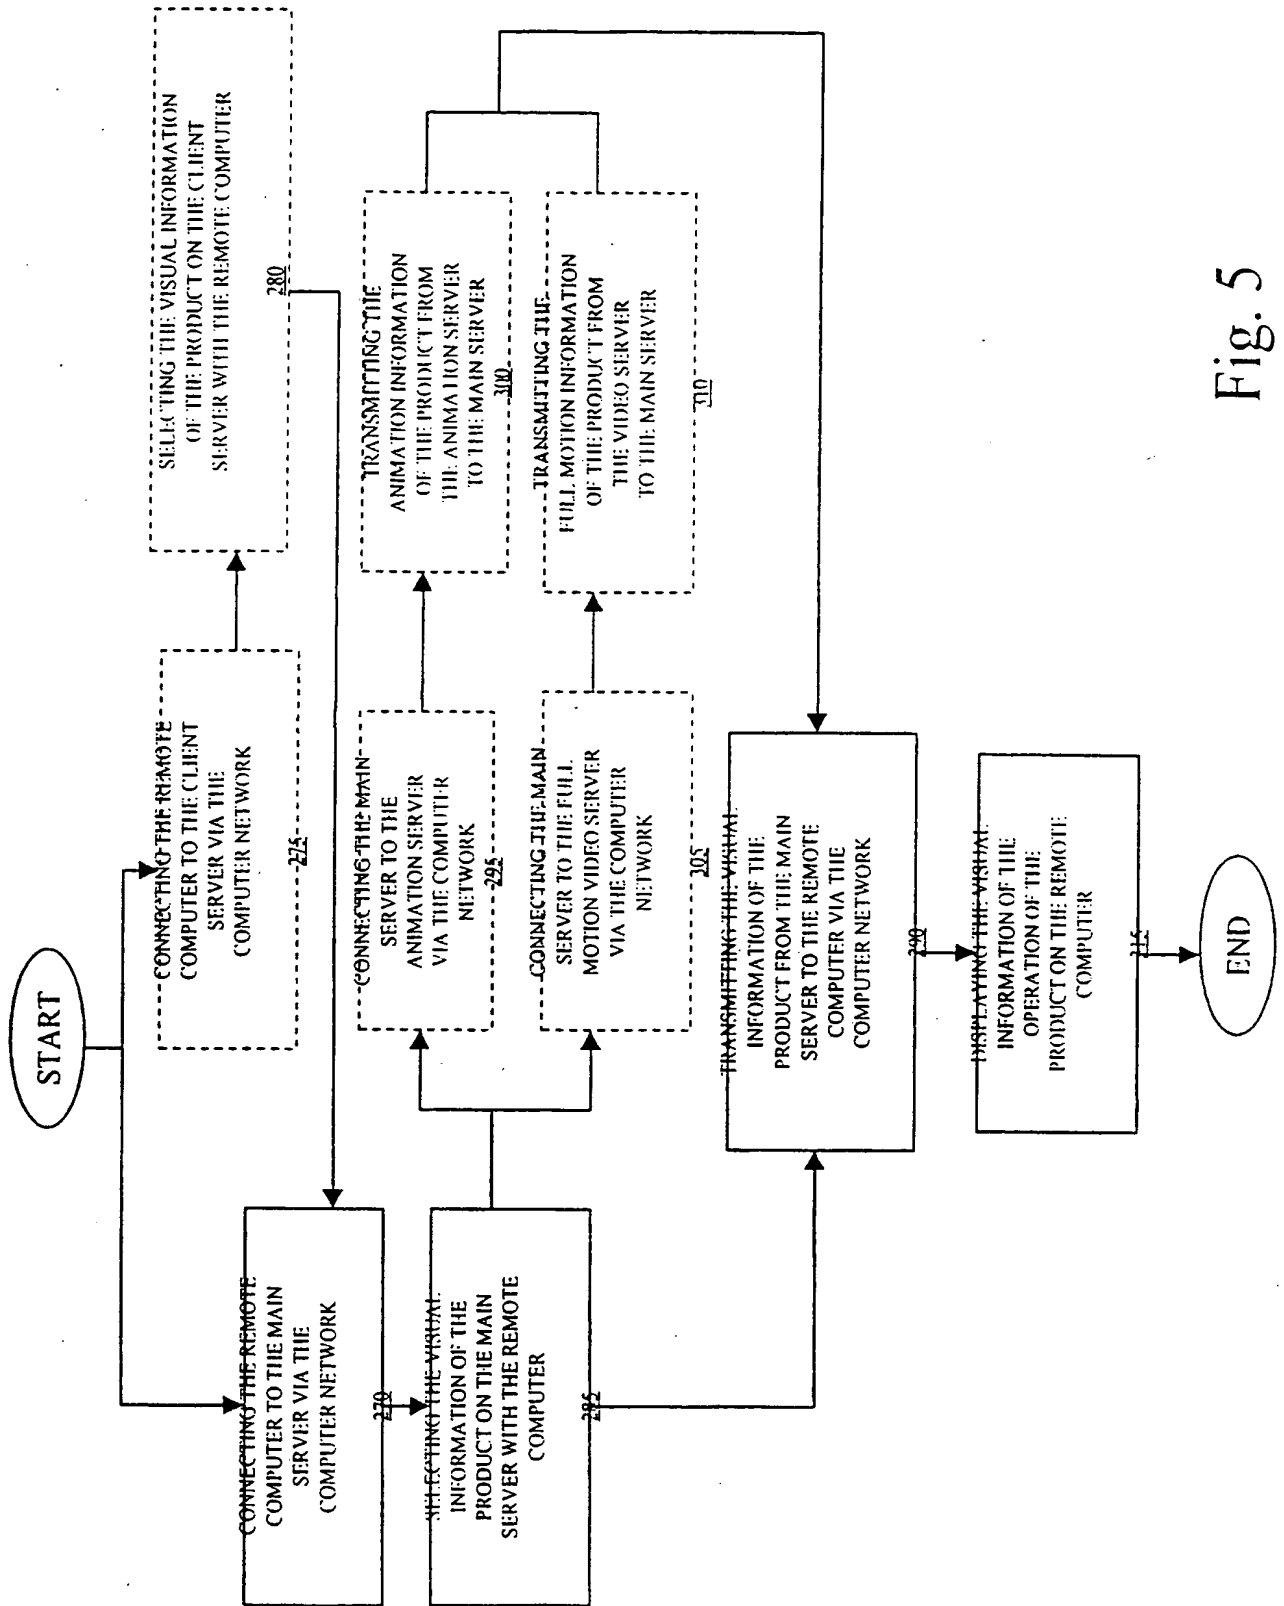 START
CONNECTING THE REMOTE
COMPUTER TO THE CLIENT
SERVER VIA THE
COMPUTER NETWORK
275
SELECTING THE VISUAL INFORMATION
OF THE PRODUCT ON THE CLIENT
SERVER WITH THE REMOTE COMPUTER
280
CONNECTING THE REMOTE
COMPUTER TO THE MAIN
SERVER VIA THE
COMPUTER NETWORK
270
SELECTING THE VISUAL
INFORMATION OF THE
PRODUCT ON THE MAIN
SERVER WITH THE REMOTE
COMPUTER
285
CONNECTING THE MAIN
SERVER TO THE
ANIMATION SERVER
VIA THE COMPUTER
NETWORK
295
TRANSMITTING THE
ANIMATION INFORMATION
OF THE PRODUCT FROM
THE ANIMATION SERVER
TO THE MAIN SERVER
300
CONNECTING THE MAIN
SERVER TO THE FULL
MOTION VIDEO SERVER
VIA THE COMPUTER
NETWORK
305
TRANSMITTING THE
FULL MOTION INFORMATION
OF THE PRODUCT FROM
THE VIDEO SERVER
TO THE MAIN SERVER
310
TRANSMITTING THE VISUAL
INFORMATION OF THE
PRODUCT FROM THE MAIN
SERVER TO THE REMOTE
COMPUTER VIA THE
COMPUTER NETWORK
290
DISPLAYING THE VISUAL
INFORMATION OF THE
OPERATION OF THE
PRODUCT ON THE REMOTE
COMPUTER
315
END
Fig. 5